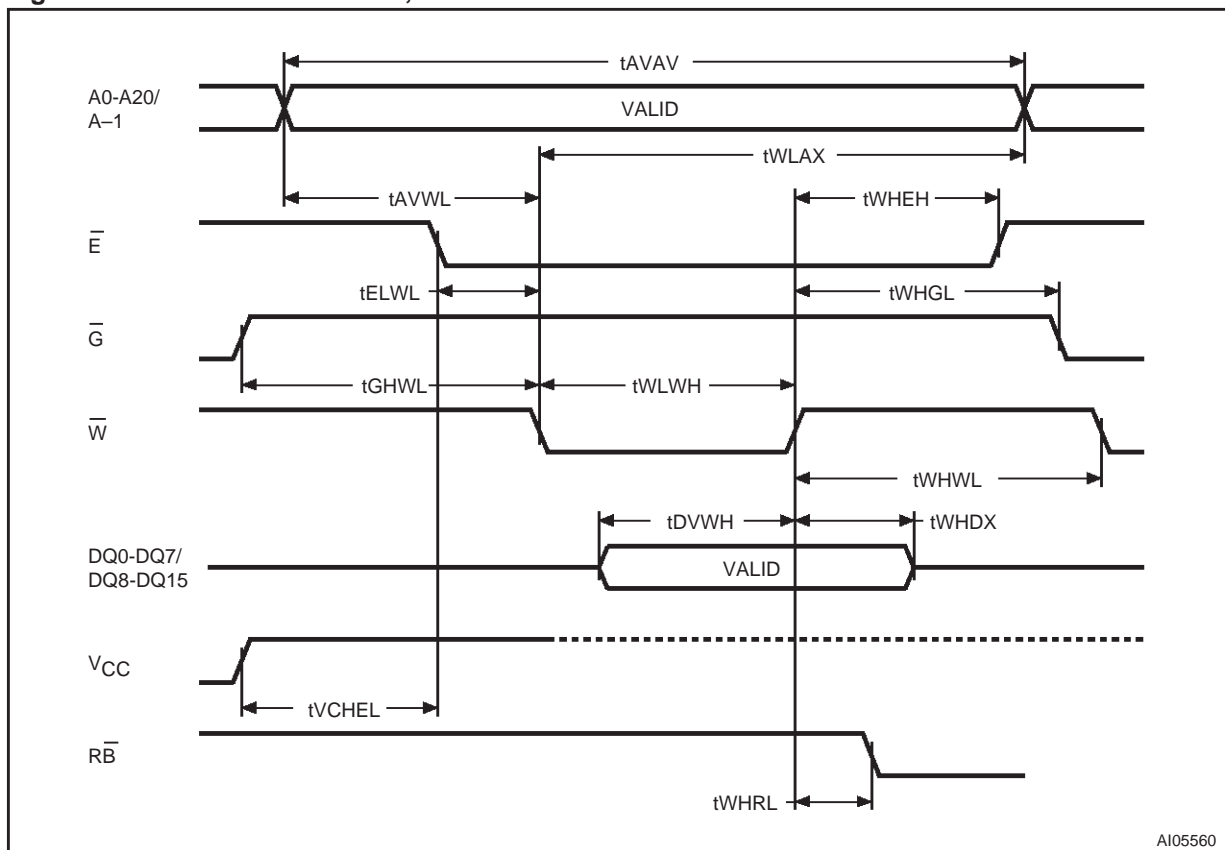 tAVAV
A0-A20/
A–1
VALID
tWLAX
tAVWL
tWHEH
E̅
tELWL
tWHGL
G̅
tGHWL
tWLWH
W̅
tWHWL
tDVWH
tWHDX
DQ0-DQ7/
DQ8-DQ15
VALID
VCC
tVCHEL
RB̅
tWHRL
AI05560